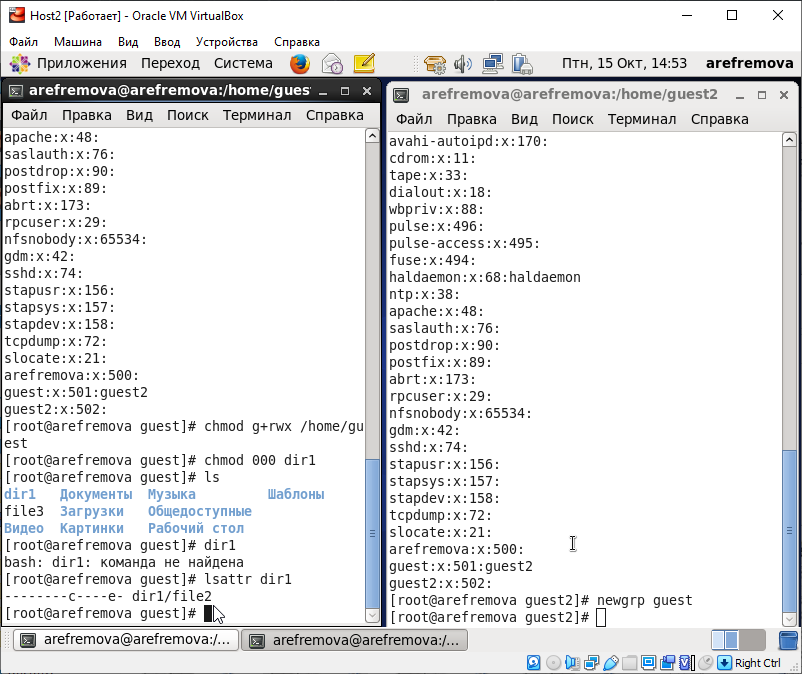 Host2 [Работает] - Oracle VM VirtualBox
Файл Машина Вид Ввод Устройства Справка
Приложения Переход Система Птн, 15 Окт, 14:53 arefremova
arefremova@arefremova:/home/guest
Файл Правка Вид Поиск Терминал Справка
apache:x:48:
saslauth:x:76:
postdrop:x:90:
postfix:x:89:
abrt:x:173:
rpcuser:x:29:
nfsnobody:x:65534:
gdm:x:42:
sshd:x:74:
stapusr:x:156:
stapsys:x:157:
stapdev:x:158:
tcpdump:x:72:
slocate:x:21:
arefremova:x:500:
guest:x:501:guest2
guest2:x:502:
[root@arefremova guest]# chmod g+rwx /home/gu
est
[root@arefremova guest]# chmod 000 dir1
[root@arefremova guest]# ls
dir1 Документы Музыка Шаблоны
file3 Загрузки Общедоступные
Видео Картинки Рабочий стол
[root@arefremova guest]# dir1
bash: dir1: команда не найдена
[root@arefremova guest]# lsattr dir1
--------c----e- dir1/file2
[root@arefremova guest]#
arefremova@arefremova:/home/guest2
Файл Правка Вид Поиск Терминал Справка
avahi-autoipd:x:170:
cdrom:x:11:
tape:x:33:
dialout:x:18:
wbpriv:x:88:
pulse:x:496:
pulse-access:x:495:
fuse:x:494:
haldaemon:x:68:haldaemon
ntp:x:38:
apache:x:48:
saslauth:x:76:
postdrop:x:90:
postfix:x:89:
abrt:x:173:
rpcuser:x:29:
nfsnobody:x:65534:
gdm:x:42:
sshd:x:74:
stapusr:x:156:
stapsys:x:157:
stapdev:x:158:
tcpdump:x:72:
slocate:x:21:
arefremova:x:500:
guest:x:501:guest2
guest2:x:502:
[root@arefremova guest2]# newgrp guest
[root@arefremova guest2]#
arefremova@arefremova:/... arefremova@arefremova:/...
Right Ctrl